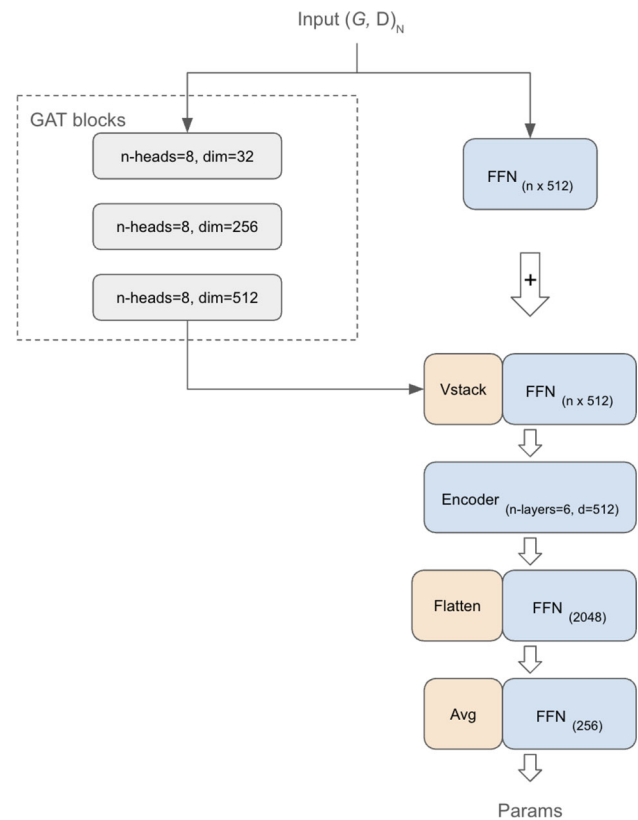 Input (G, D)N
GAT blocks
n-heads=8, dim=32
FFN (n x 512)
n-heads=8, dim=256
n-heads=8, dim=512
+
Vstack FFN (n x 512)
Encoder (n-layers=6, d=512)
Flatten FFN (2048)
Avg FFN (256)
Params